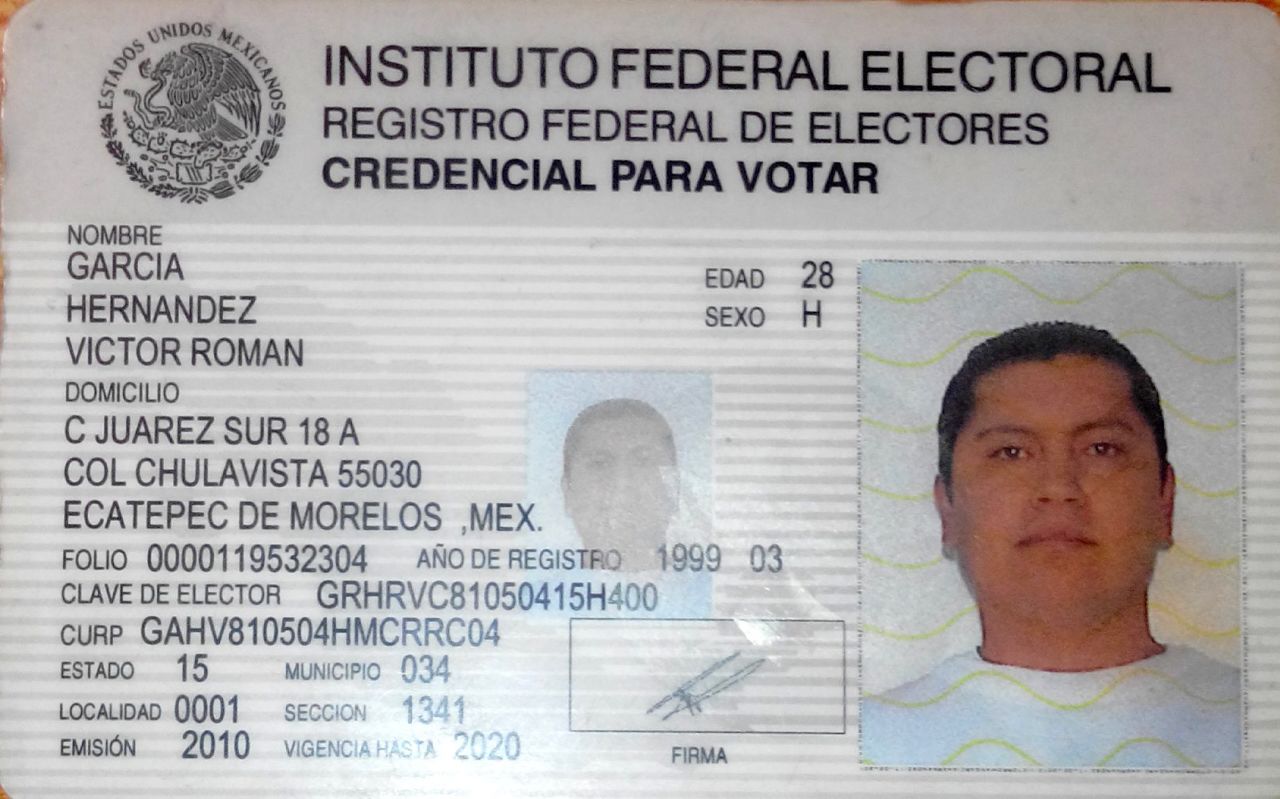 ESTADOS UNIDOS MEXICANOS
INSTITUTO FEDERAL ELECTORAL
REGISTRO FEDERAL DE ELECTORES
CREDENCIAL PARA VOTAR
NOMBRE
GARCIA
HERNANDEZ
VICTOR ROMAN
EDAD 28
SEXO H
DOMICILIO
C JUAREZ SUR 18 A
COL CHULAVISTA 55030
ECATEPEC DE MORELOS ,MEX.
FOLIO 0000119532304 AÑO DE REGISTRO 1999 03
CLAVE DE ELECTOR GRHRVC81050415H400
CURP GAHV810504HMCRRC04
ESTADO 15 MUNICIPIO 034
LOCALIDAD 0001 SECCION 1341
EMISIÓN 2010 VIGENCIA HASTA 2020
FIRMA